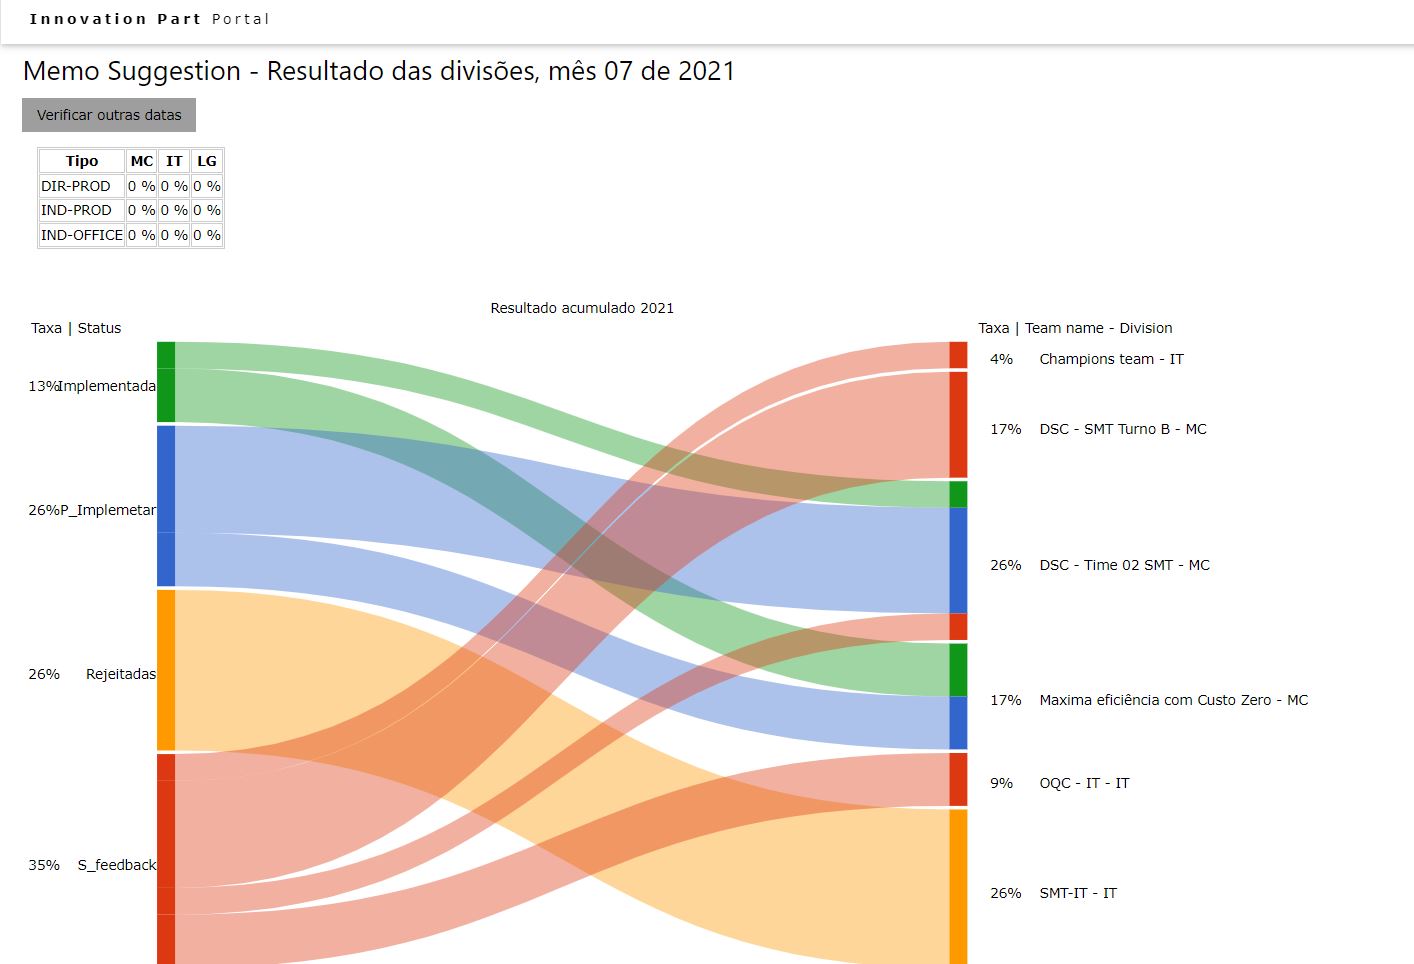 Innovation Part Portal
Memo Suggestion - Resultado das divisões, mês 07 de 2021
Verificar outras datas
Tipo MC IT LG
DIR-PROD 0 % 0 % 0 %
IND-PROD 0 % 0 % 0 %
IND-OFFICE 0 % 0 % 0 %
Resultado acumulado 2021
Taxa | Status
13% Implementada
26% P_Implemetar
26% Rejeitadas
35% S_feedback
Taxa | Team name - Division
4% Champions team - IT
17% DSC - SMT Turno B - MC
26% DSC - Time 02 SMT - MC
17% Maxima eficiência com Custo Zero - MC
9% OQC - IT - IT
26% SMT-IT - IT